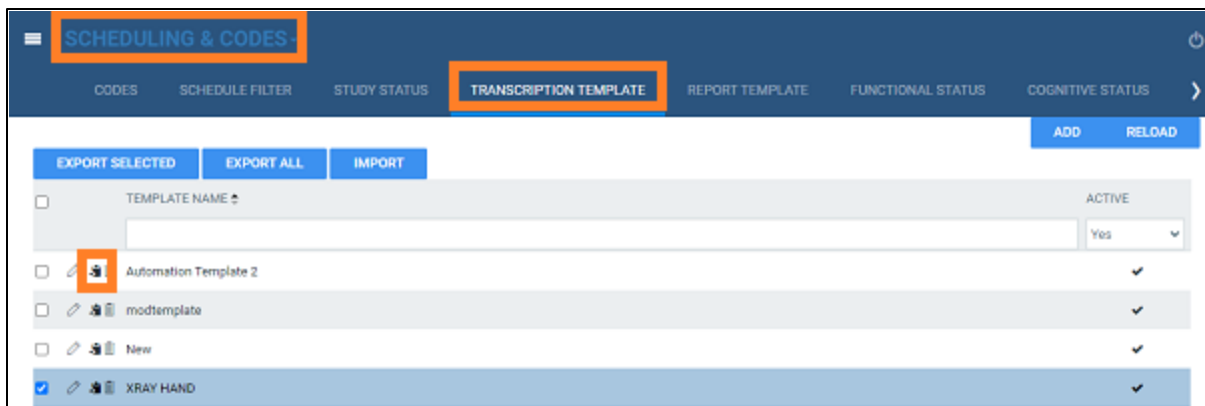 SCHEDULING & CODES
CODES SCHEDULE FILTER STUDY STATUS TRANSCRIPTION TEMPLATE REPORT TEMPLATE FUNCTIONAL STATUS COGNITIVE STATUS
ADD RELOAD
EXPORT SELECTED EXPORT ALL IMPORT
TEMPLATE NAME ACTIVE
Yes
Automation Template 2
modtemplate
New
XRAY HAND